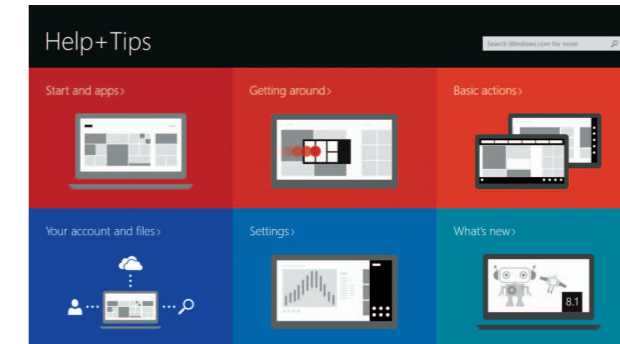 Help+Tips
Search Windows.com for more
Start and apps>
Getting around>
Basic actions>
Your account and files>
Settings>
What's new>
8.1